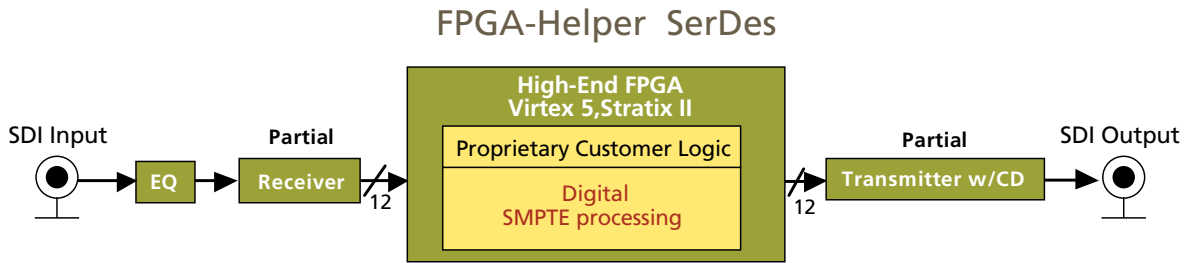 FPGA-Helper SerDes
High-End FPGA
Virtex 5,Stratix II
SDI Input
Partial
Partial
SDI Output
Proprietary Customer Logic
EQ
Receiver
12
Digital
SMPTE processing
12
Transmitter w/CD